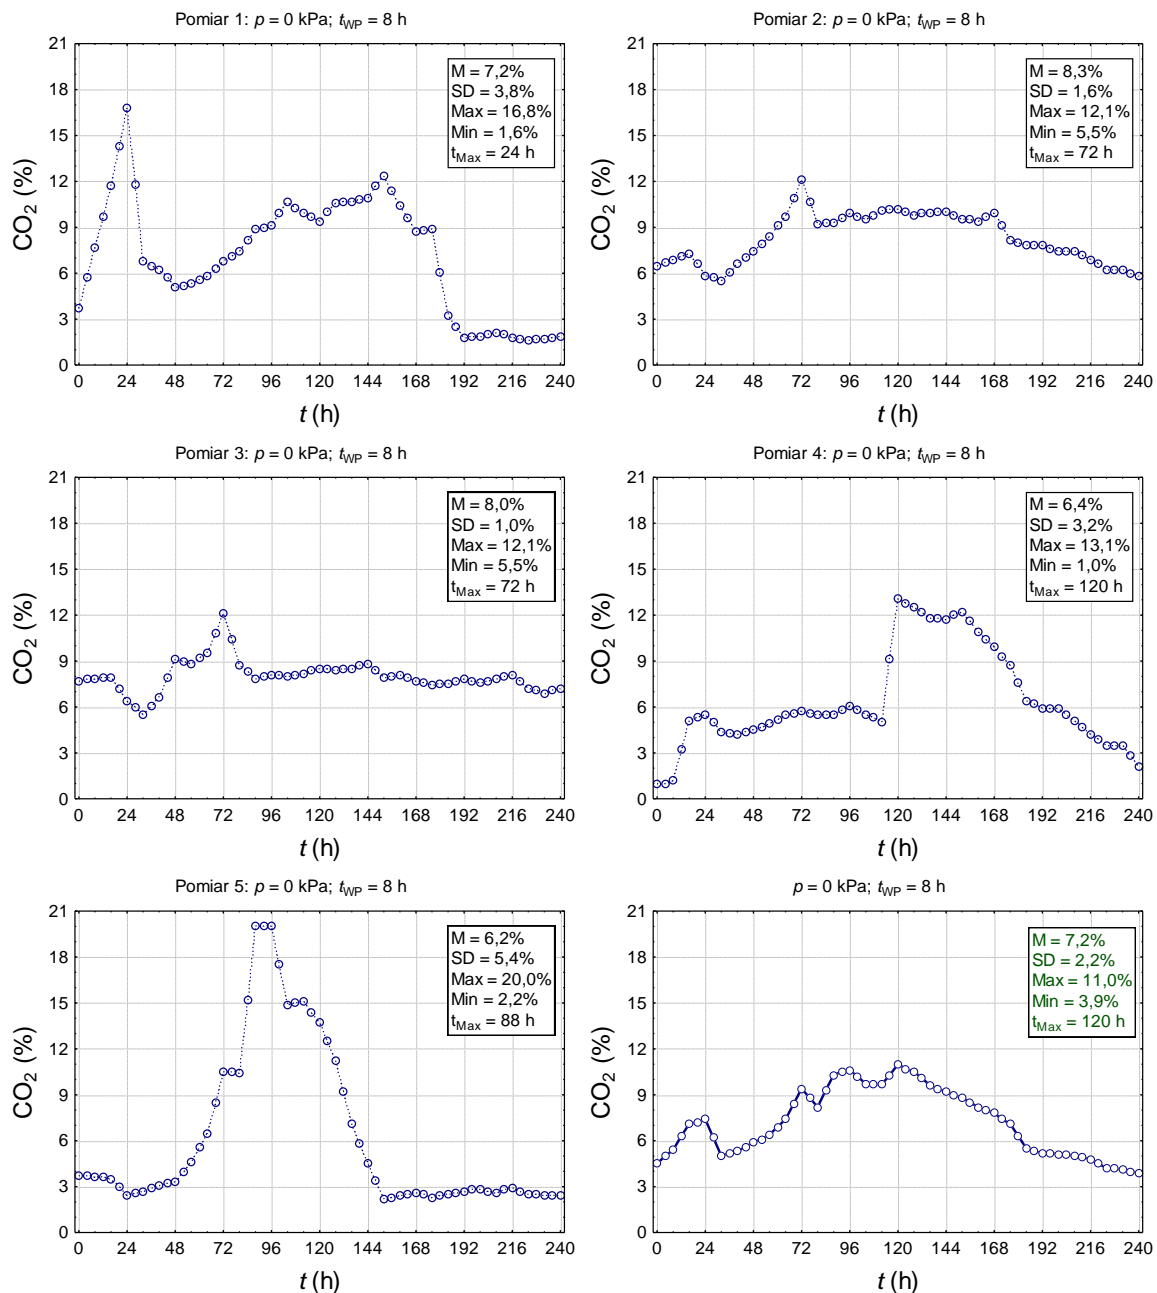 Pomiar 1: p = 0 kPa; tWP = 8 h
21
18
15
12
9
6
3
0
CO2 (%)
M = 7,2%
SD = 3,8%
Max = 16,8%
Min = 1,6%
tMax = 24 h
0 24 48 72 96 120 144 168 192 216 240
t (h)
Pomiar 2: p = 0 kPa; tWP = 8 h
21
18
15
12
9
6
3
0
CO2 (%)
M = 8,3%
SD = 1,6%
Max = 12,1%
Min = 5,5%
tMax = 72 h
0 24 48 72 96 120 144 168 192 216 240
t (h)
Pomiar 3: p = 0 kPa; tWP = 8 h
21
18
15
12
9
6
3
0
CO2 (%)
M = 8,0%
SD = 1,0%
Max = 12,1%
Min = 5,5%
tMax = 72 h
0 24 48 72 96 120 144 168 192 216 240
t (h)
Pomiar 4: p = 0 kPa; tWP = 8 h
21
18
15
12
9
6
3
0
CO2 (%)
M = 6,4%
SD = 3,2%
Max = 13,1%
Min = 1,0%
tMax = 120 h
0 24 48 72 96 120 144 168 192 216 240
t (h)
Pomiar 5: p = 0 kPa; tWP = 8 h
21
18
15
12
9
6
3
0
CO2 (%)
M = 6,2%
SD = 5,4%
Max = 20,0%
Min = 2,2%
tMax = 88 h
0 24 48 72 96 120 144 168 192 216 240
t (h)
p = 0 kPa; tWP = 8 h
21
18
15
12
9
6
3
0
CO2 (%)
M = 7,2%
SD = 2,2%
Max = 11,0%
Min = 3,9%
tMax = 120 h
0 24 48 72 96 120 144 168 192 216 240
t (h)